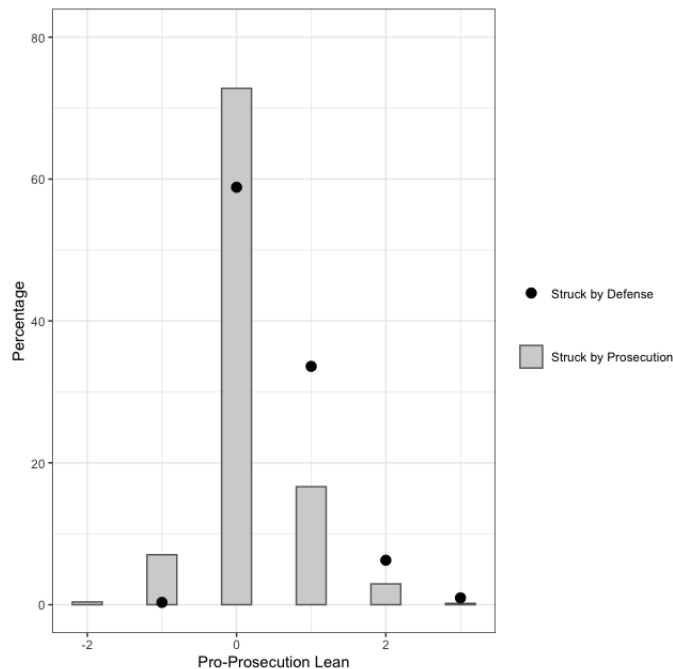 80
60
40
20
0
-2
0
2
Percentage
Pro-Prosecution Lean
Struck by Defense
Struck by Prosecution